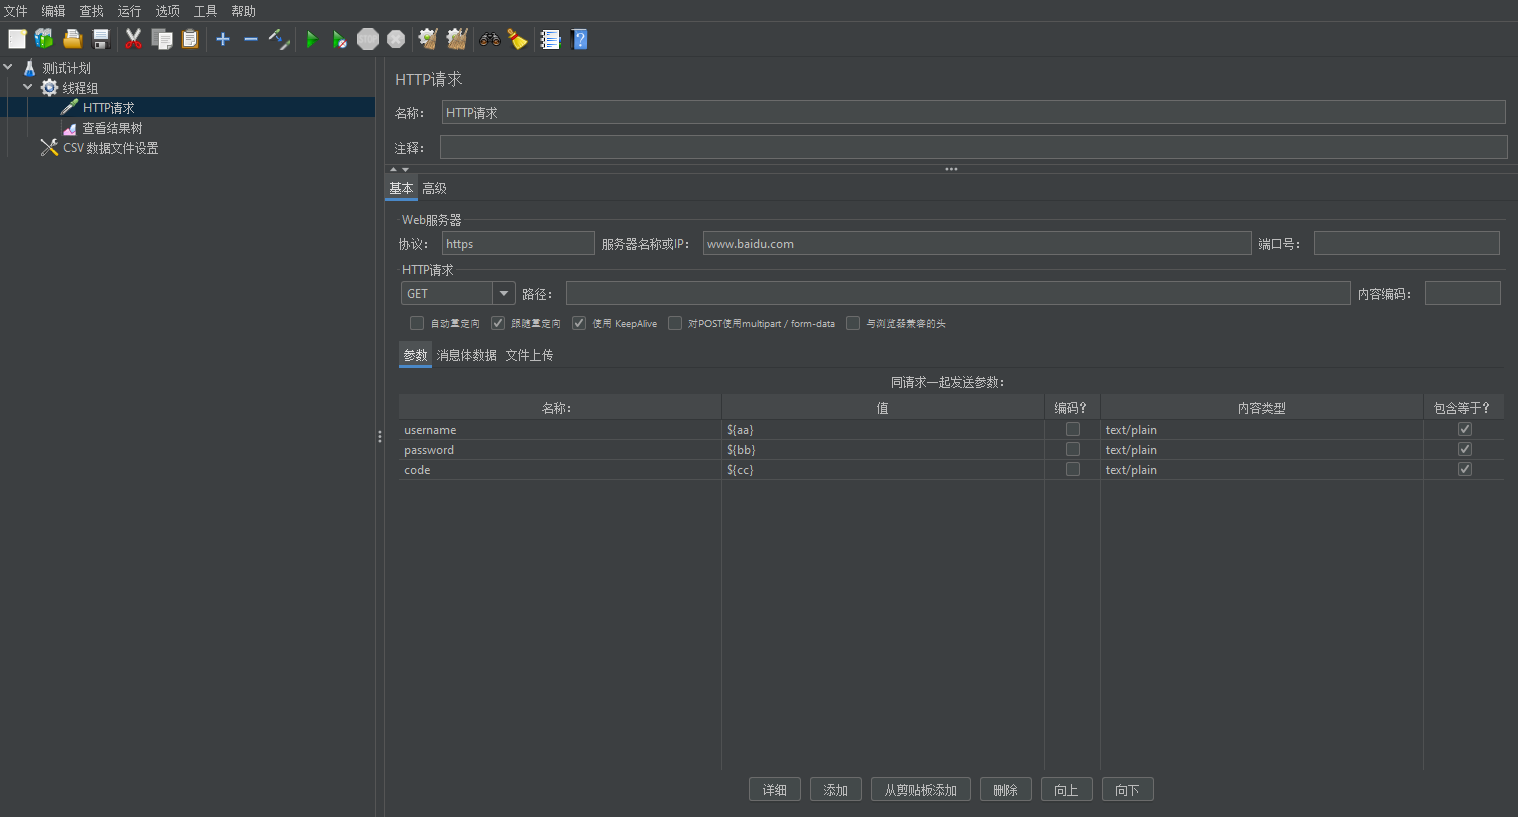 文件 编辑 查找 运行 选项 工具 帮助
测试计划
线程组
HTTP请求
查看结果树
CSV 数据文件设置
HTTP请求
名称： HTTP请求
注释：
基本 高级
Web服务器
协议： https 服务器名称或IP： www.baidu.com 端口号：
HTTP请求
GET 路径： 内容编码：
自动重定向 跟随重定向 使用 KeepAlive 对POST使用multipart / form-data 与浏览器兼容的头
参数 消息体数据 文件上传
同请求一起发送参数：
名称： 值 编码？ 内容类型 包含等于？
username ${aa} text/plain
password ${bb} text/plain
code ${cc} text/plain
详细 添加 从剪贴板添加 删除 向上 向下